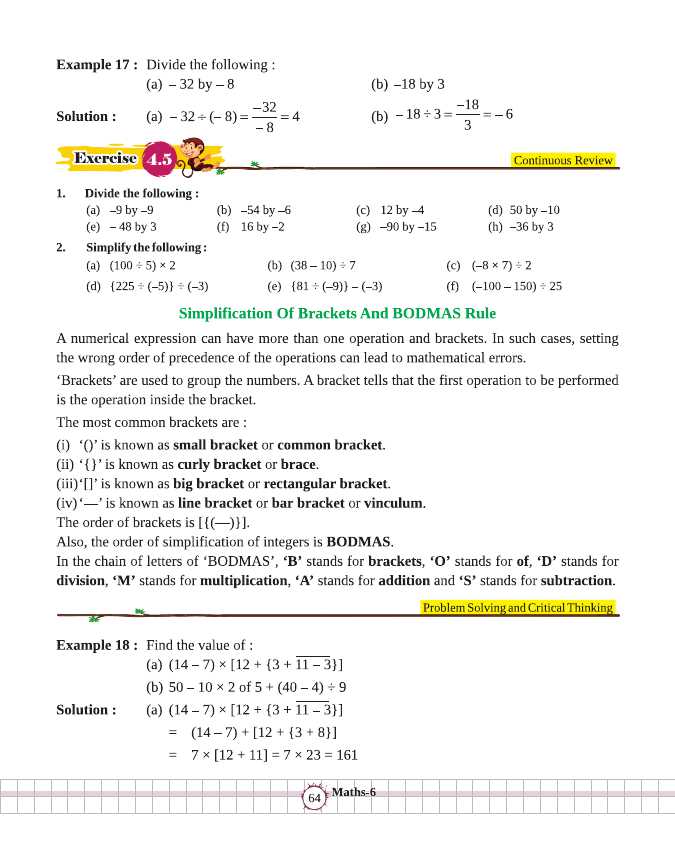 Example 17 : Divide the following :
(a) – 32 by – 8 (b) –18 by 3
Solution : (a) – 32 ÷ (– 8) = –32/– 8 = 4 (b) – 18 ÷ 3 = –18/3 = – 6
Exercise 4.5
Continuous Review
1. Divide the following :
(a) –9 by –9 (b) –54 by –6 (c) 12 by –4 (d) 50 by –10
(e) – 48 by 3 (f) 16 by –2 (g) –90 by –15 (h) –36 by 3
2. Simplify the following :
(a) (100 ÷ 5) × 2 (b) (38 – 10) ÷ 7 (c) (–8 × 7) ÷ 2
(d) {225 ÷ (–5)} ÷ (–3) (e) {81 ÷ (–9)} – (–3) (f) (–100 – 150) ÷ 25
Simplification Of Brackets And BODMAS Rule
A numerical expression can have more than one operation and brackets. In such cases, setting
the wrong order of precedence of the operations can lead to mathematical errors.
‘Brackets’ are used to group the numbers. A bracket tells that the first operation to be performed
is the operation inside the bracket.
The most common brackets are :
(i) ‘()’ is known as small bracket or common bracket.
(ii) ‘{}’ is known as curly bracket or brace.
(iii) ‘[]’ is known as big bracket or rectangular bracket.
(iv) ‘—’ is known as line bracket or bar bracket or vinculum.
The order of brackets is [{(—)}].
Also, the order of simplification of integers is BODMAS.
In the chain of letters of ‘BODMAS’, ‘B’ stands for brackets, ‘O’ stands for of, ‘D’ stands for
division, ‘M’ stands for multiplication, ‘A’ stands for addition and ‘S’ stands for subtraction.
Problem Solving and Critical Thinking
Example 18 : Find the value of :
(a) (14 – 7) × [12 + {3 + 1̅1̅ ̅–̅ ̅3̅}]
(b) 50 – 10 × 2 of 5 + (40 – 4) ÷ 9
Solution : (a) (14 – 7) × [12 + {3 + 1̅1̅ ̅–̅ ̅3̅}]
= (14 – 7) + [12 + {3 + 8}]
= 7 × [12 + 11] = 7 × 23 = 161
64 Maths-6